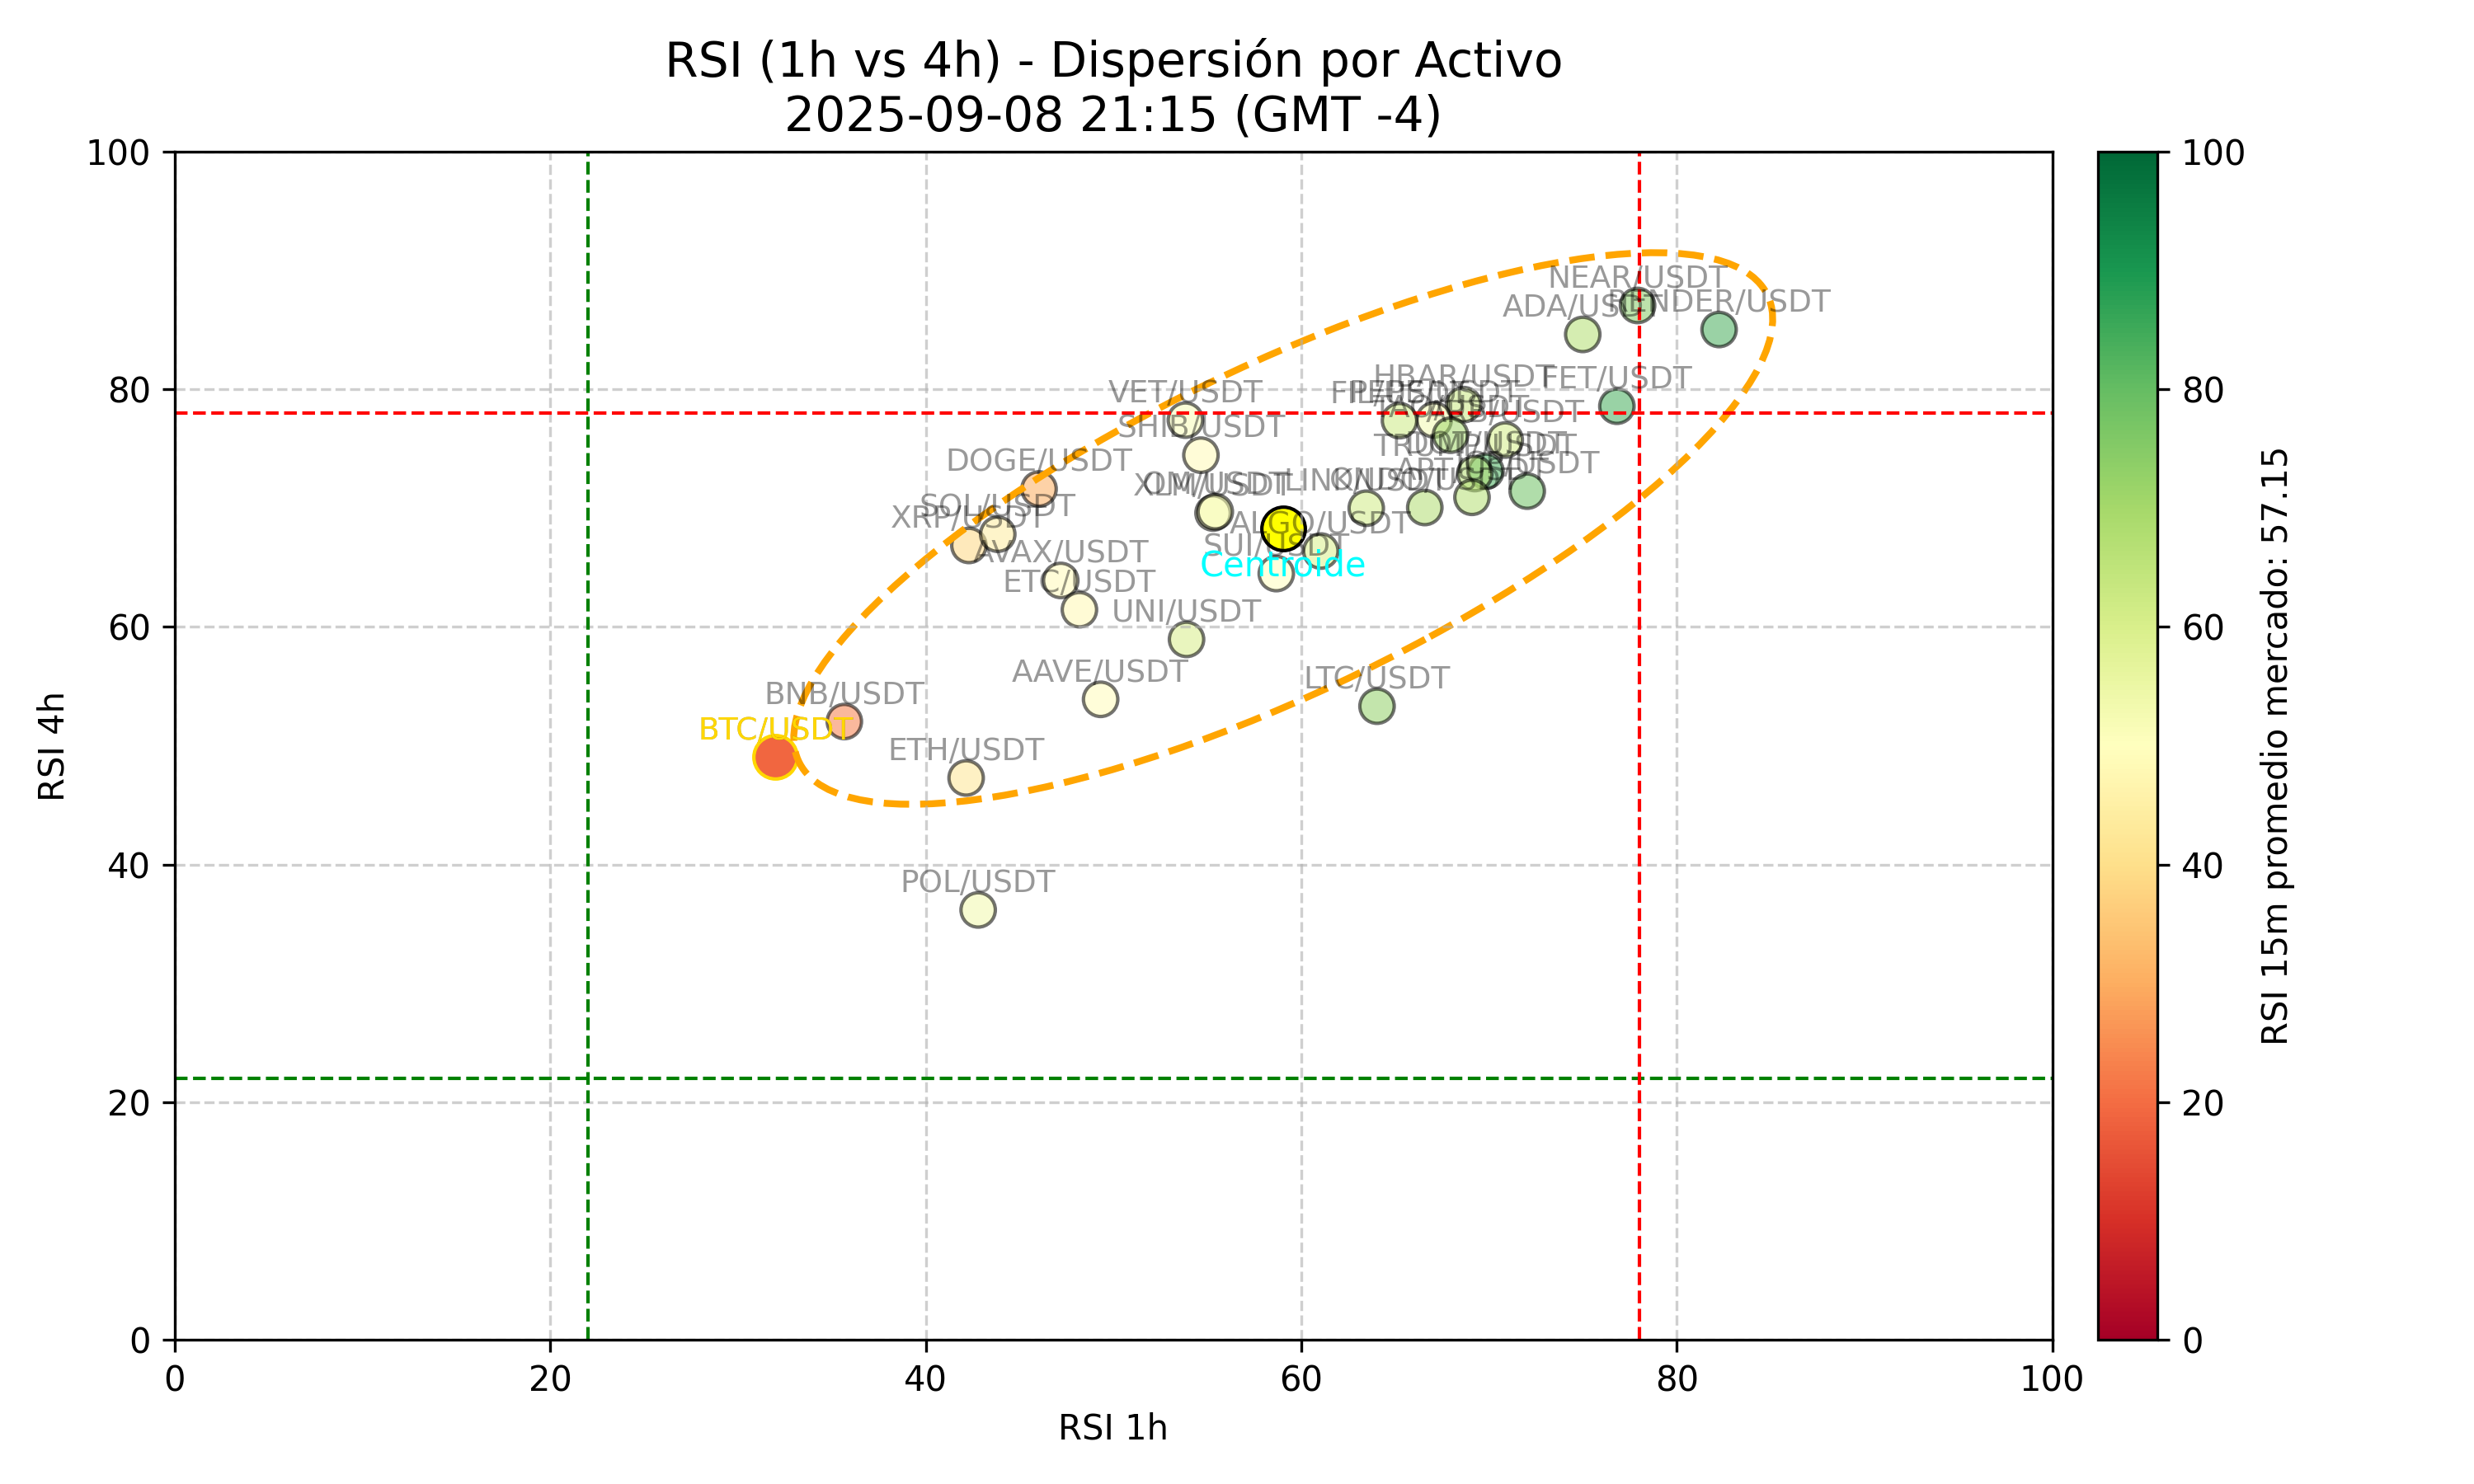 RSI (1h vs 4h) - Dispersión por Activo
2025-09-08 21:15 (GMT -4)
RSI 4h
100
80
60
40
20
0
0
20
40
60
80
100
RSI 1h
NEAR/USDT
RENDER/USDT
ADA/USDT
HBAR/USDT
FET/USDT
VET/USDT
SHIB/USDT
DOGE/USDT
SOL/USDT
XRP/USDT
XLM/USDT
LINK/USDT
APT/USDT
ALGO/USDT
SUI/USDT
Centroide
AVAX/USDT
ETC/USDT
UNI/USDT
AAVE/USDT
LTC/USDT
BNB/USDT
BTC/USDT
ETH/USDT
POL/USDT
100
80
60
40
20
0
RSI 15m promedio mercado: 57.15